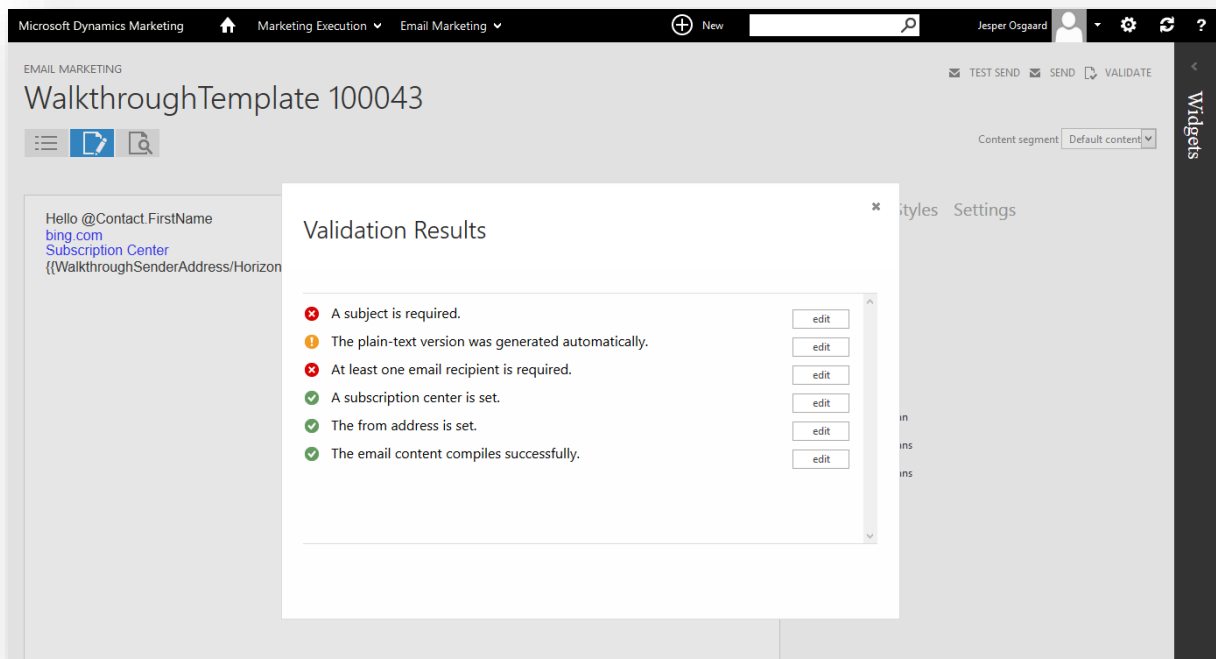 Microsoft Dynamics Marketing Marketing Execution Email Marketing New Jesper Osgaard ?
EMAIL MARKETING
TEST SEND SEND VALIDATE
WalkthroughTemplate 100043
Widgets
Content segment Default content
Styles Settings
Hello @Contact.FirstName
bing.com
Subscription Center
{{WalkthroughSenderAddress/Horizon
Validation Results
A subject is required. edit
The plain-text version was generated automatically. edit
At least one email recipient is required. edit
A subscription center is set. edit
The from address is set. edit
The email content compiles successfully. edit